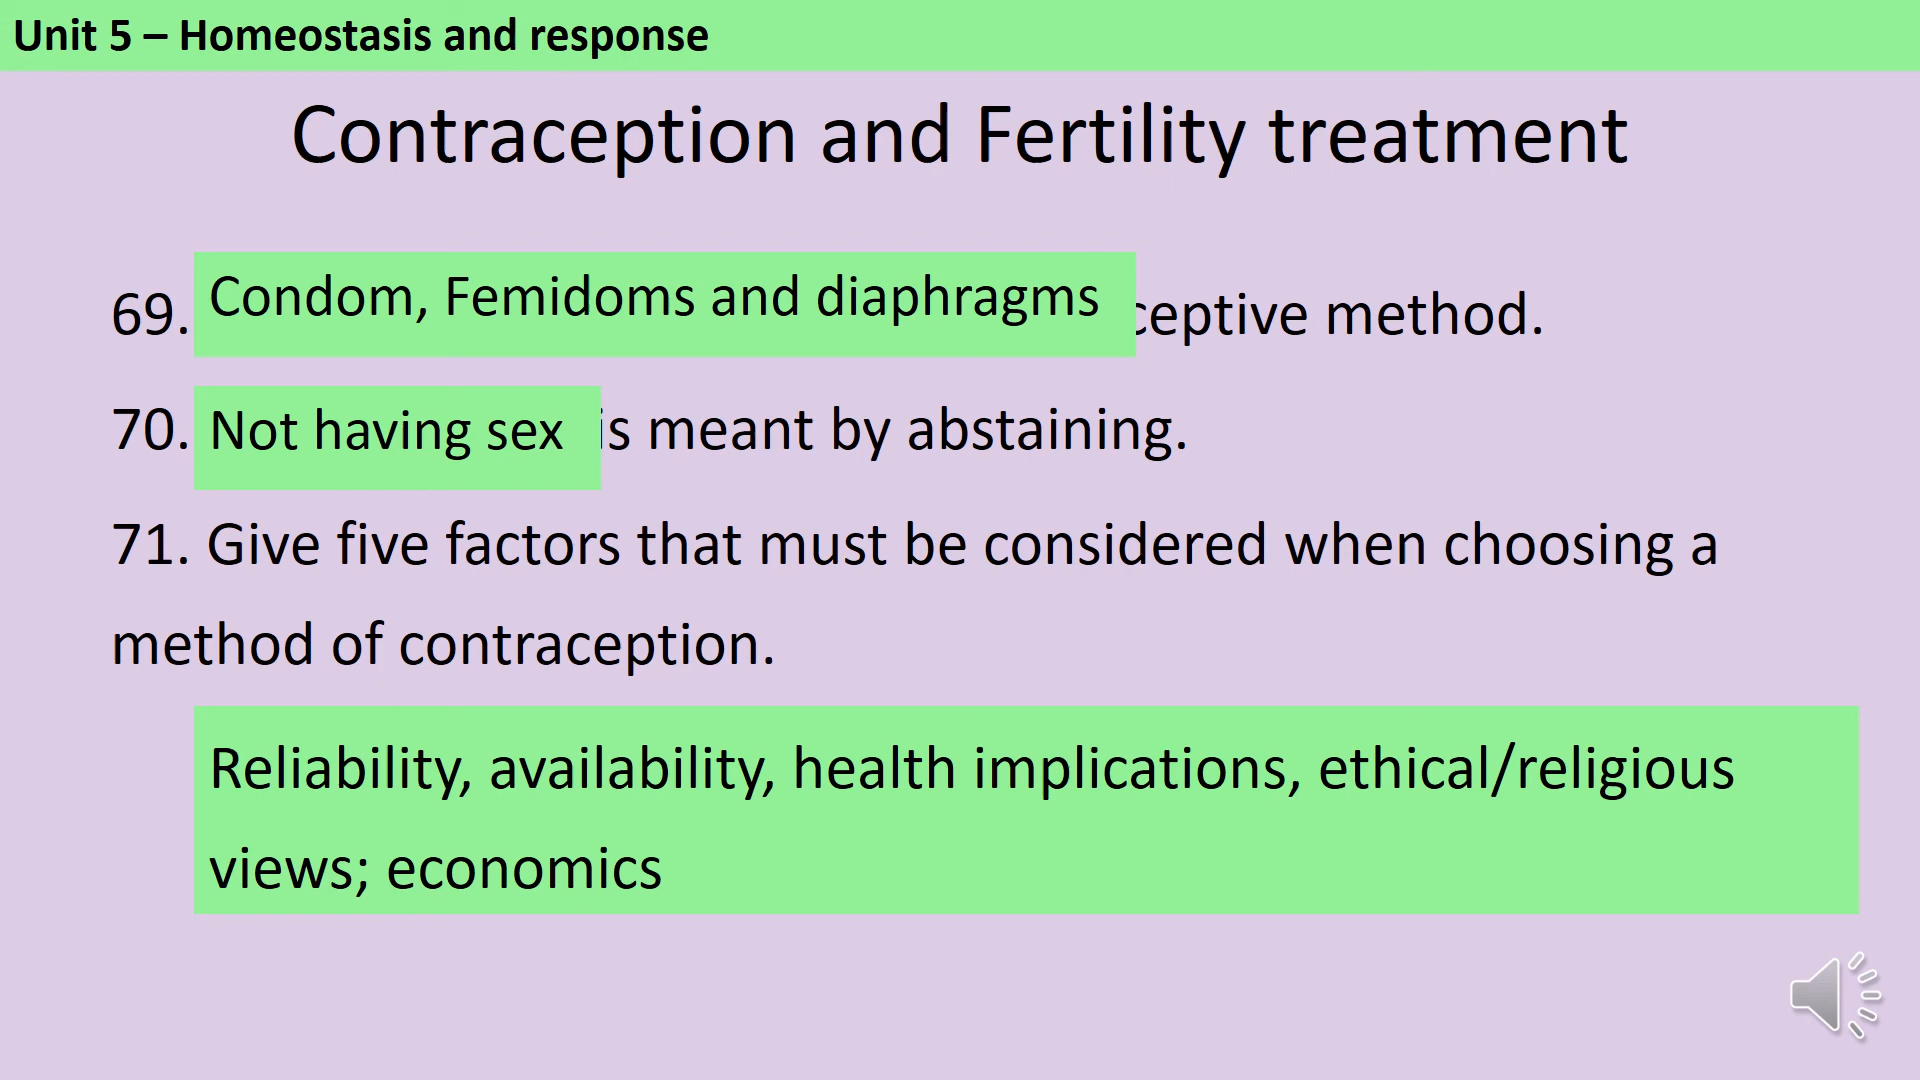 Unit 5 – Homeostasis and response
Contraception and Fertility treatment
69. Condom, Femidoms and diaphragms ceptive method.
70. Not having sex is meant by abstaining.
71. Give five factors that must be considered when choosing a
method of contraception.
Reliability, availability, health implications, ethical/religious
views; economics